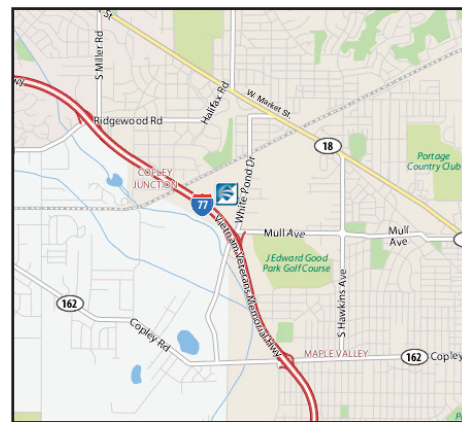 S Miller Rd
Halifax Rd
W. Market St.
Ridgewood Rd
18
Portage
Country Club
COPLEY
JUNCTION
White Pond Dr
77
Vietnam Veterans Memorial Hwy
Mull Ave
Mull
Ave
J Edward Good
Park Golf Course
S Hawkins Ave
162
Copley Rd
MAPLE VALLEY
162
Copley